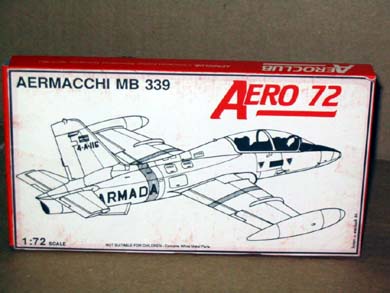 AEROCLUB
AERMACCHI MB 339
AERO 72
4-A-116
ARMADA
1:72 SCALE
NOT SUITABLE FOR CHILDREN - Contains White Metal Parts